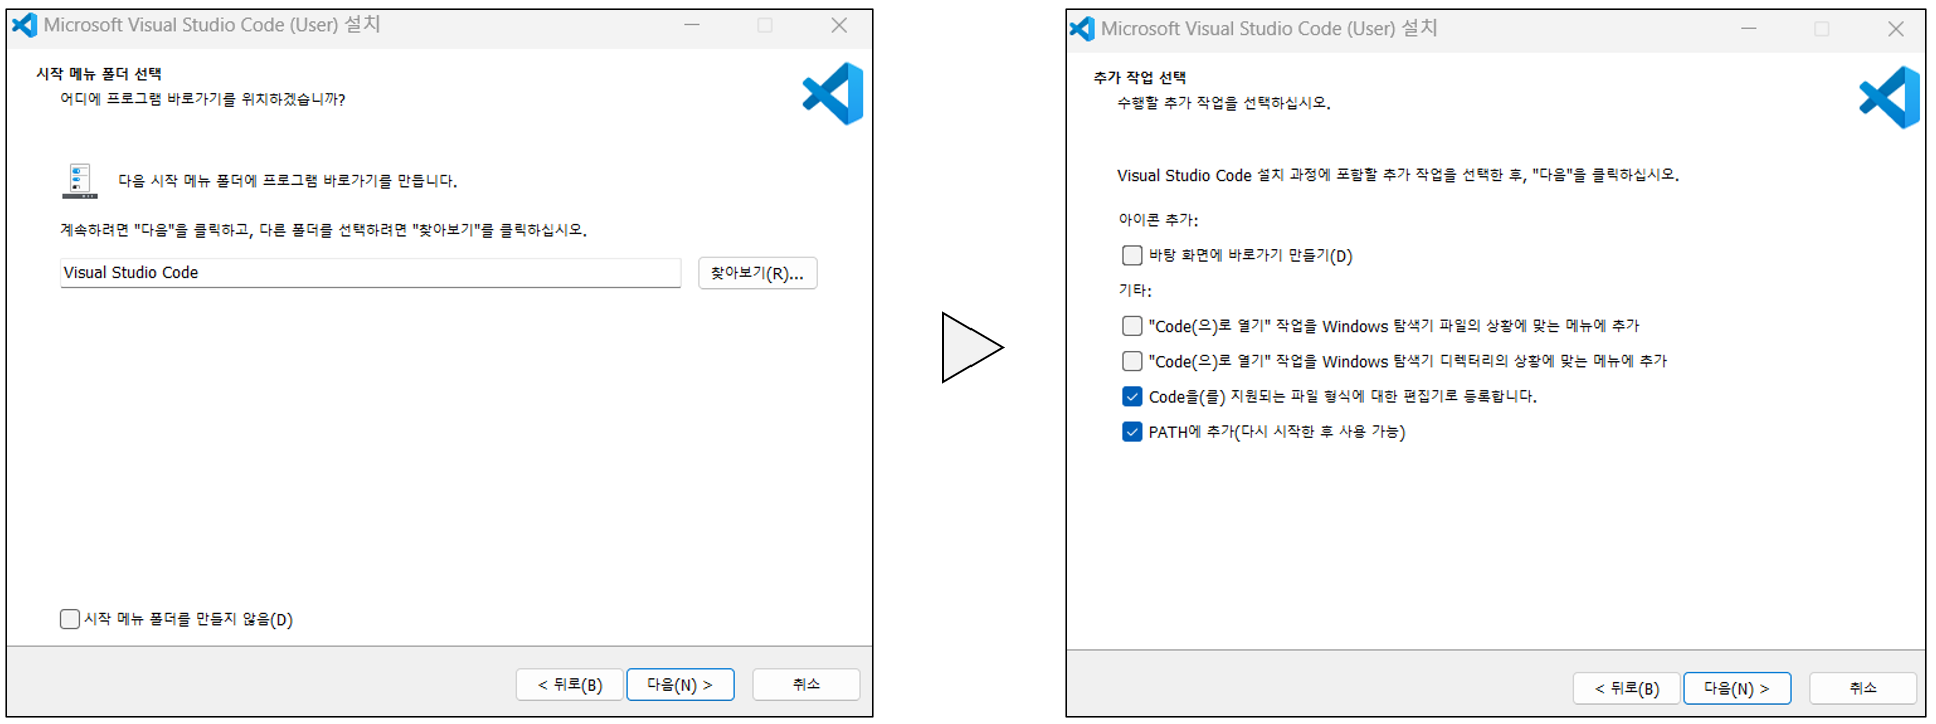 Microsoft Visual Studio Code (User) 설치
시작 메뉴 폴더 선택
어디에 프로그램 바로가기를 위치하겠습니까?
다음 시작 메뉴 폴더에 프로그램 바로가기를 만듭니다.
계속하려면 "다음"을 클릭하고, 다른 폴더를 선택하려면 "찾아보기"를 클릭하십시오.
Visual Studio Code
찾아보기(R)...
시작 메뉴 폴더를 만들지 않음(D)
< 뒤로(B)
다음(N) >
취소
Microsoft Visual Studio Code (User) 설치
추가 작업 선택
수행할 추가 작업을 선택하십시오.
Visual Studio Code 설치 과정에 포함할 추가 작업을 선택한 후, "다음"을 클릭하십시오.
아이콘 추가:
바탕 화면에 바로가기 만들기(D)
기타:
"Code(으)로 열기" 작업을 Windows 탐색기 파일의 상황에 맞는 메뉴에 추가
"Code(으)로 열기" 작업을 Windows 탐색기 디렉터리의 상황에 맞는 메뉴에 추가
Code을(를) 지원되는 파일 형식에 대한 편집기로 등록합니다.
PATH에 추가(다시 시작한 후 사용 가능)
< 뒤로(B)
다음(N) >
취소